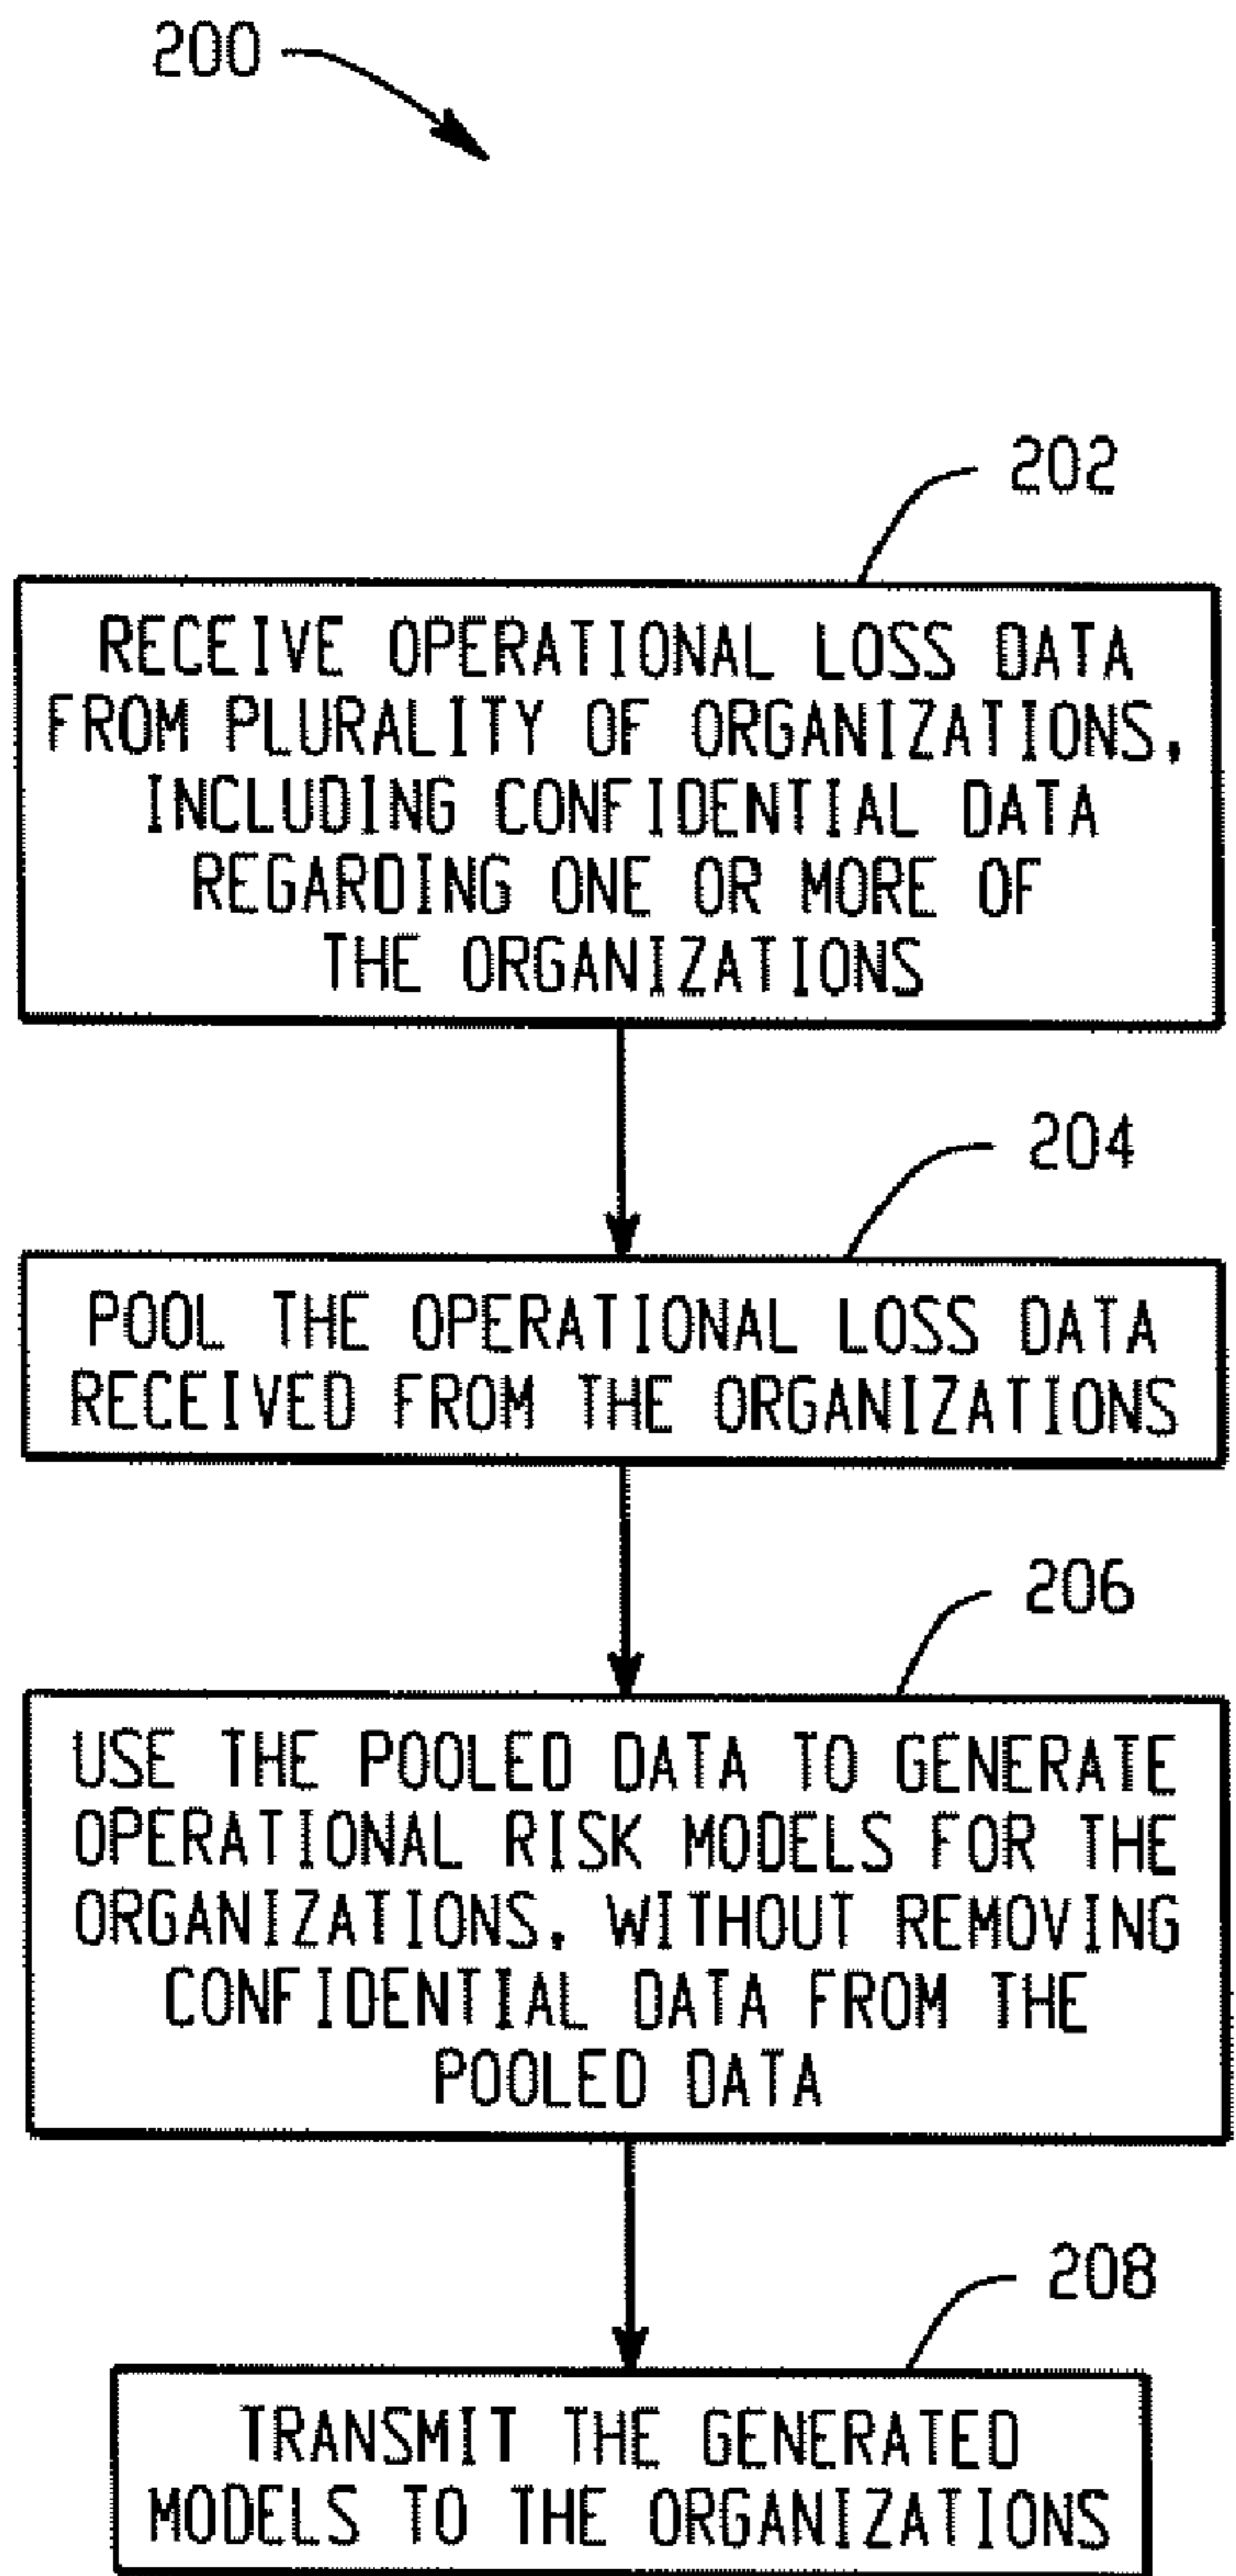 200
202
RECEIVE OPERATIONAL LOSS DATA
FROM PLURALITY OF ORGANIZATIONS,
INCLUDING CONFIDENTIAL DATA
REGARDING ONE OR MORE OF
THE ORGANIZATIONS
204
POOL THE OPERATIONAL LOSS DATA
RECEIVED FROM THE ORGANIZATIONS
206
USE THE POOLED DATA TO GENERATE
OPERATIONAL RISK MODELS FOR THE
ORGANIZATIONS, WITHOUT REMOVING
CONFIDENTIAL DATA FROM THE
POOLED DATA
208
TRANSMIT THE GENERATED
MODELS TO THE ORGANIZATIONS